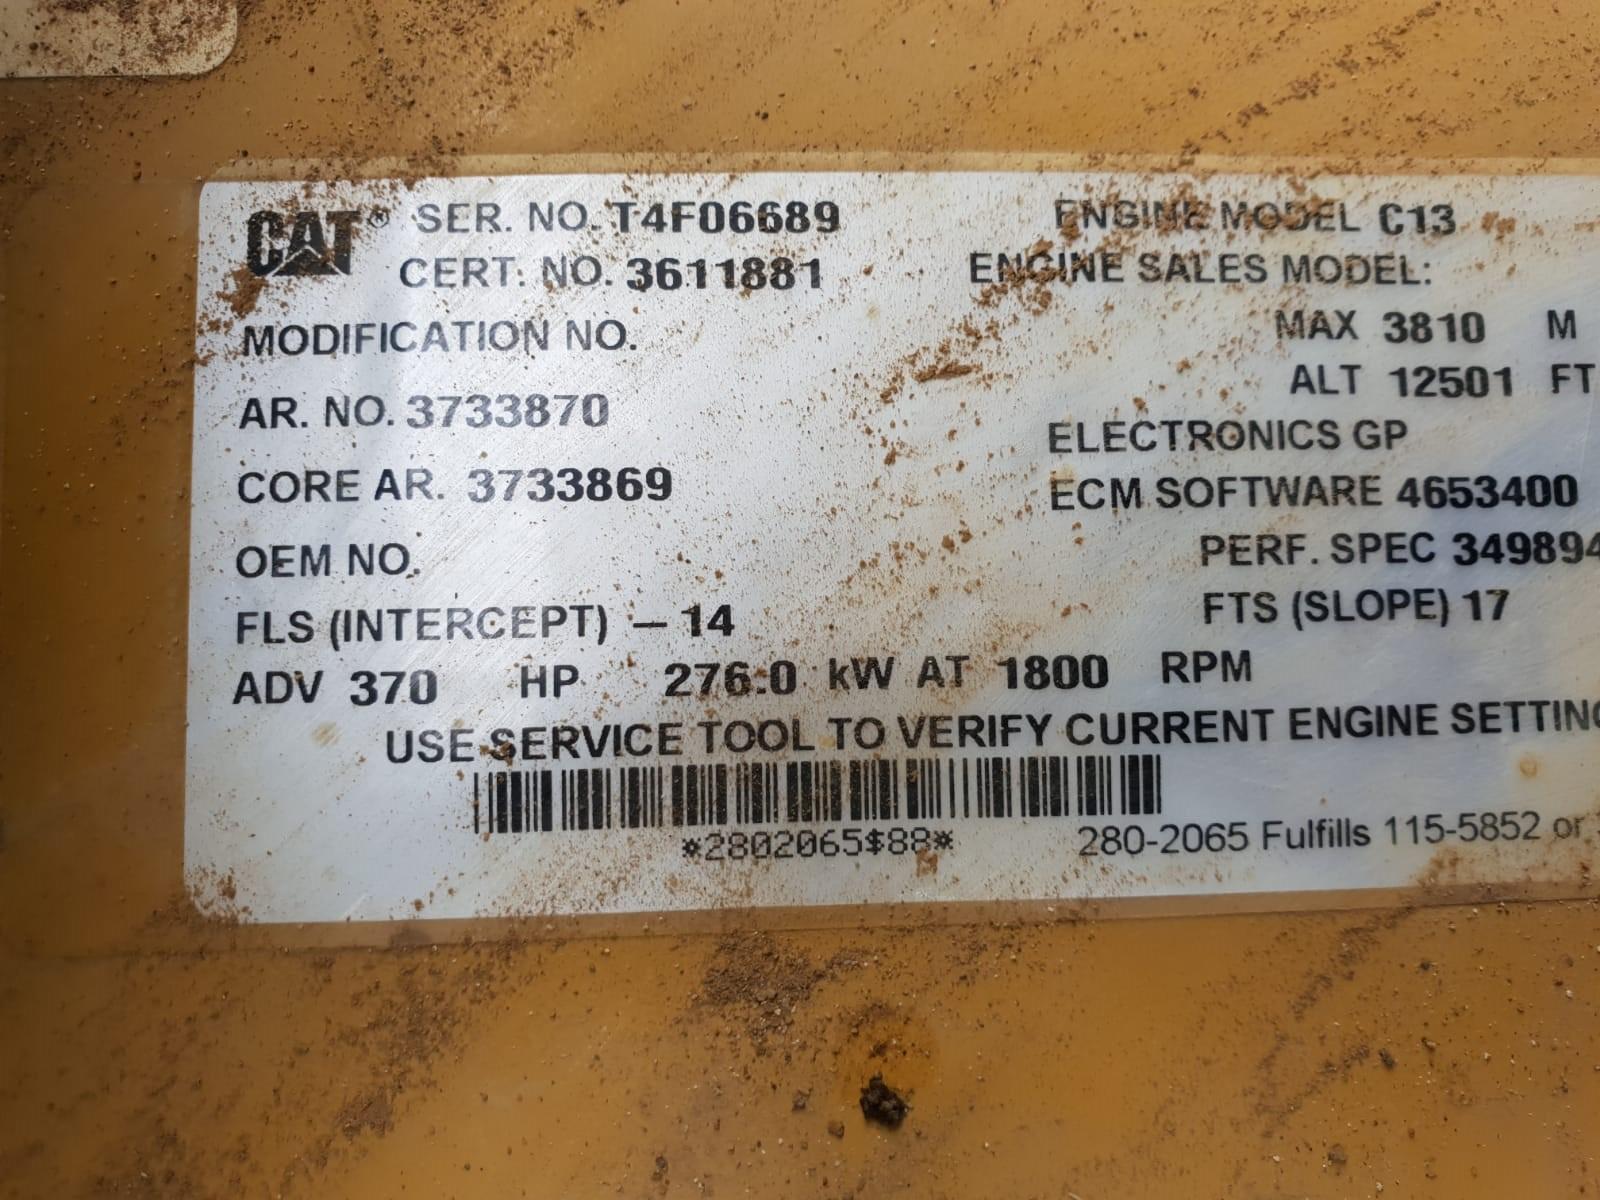 CAT® SER. NO. T4F06689 ENGINE MODEL C13
CERT. NO. 3611881 ENGINE SALES MODEL:
MODIFICATION NO. MAX 3810 M
ALT 12501 FT
AR. NO. 3733870 ELECTRONICS GP
CORE AR. 3733869 ECM SOFTWARE 4653400
OEM NO. PERF. SPEC 349894
FLS (INTERCEPT) – 14 FTS (SLOPE) 17
ADV 370 HP 276.0 kW AT 1800 RPM
USE SERVICE TOOL TO VERIFY CURRENT ENGINE SETTING
*2802065$88* 280-2065 Fulfills 115-5852 or